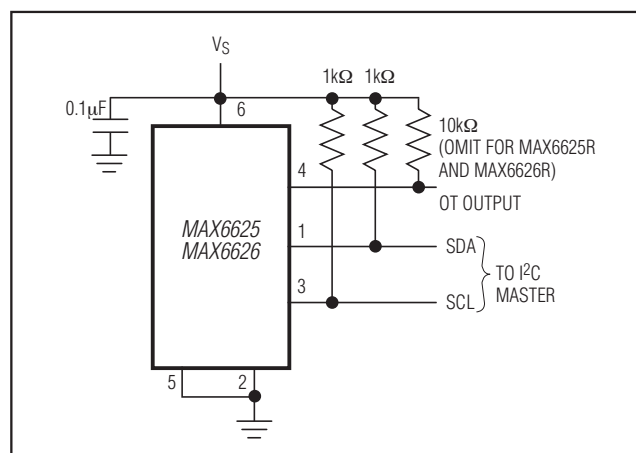 VS
1kΩ 1kΩ
0.1µF
6
10kΩ
(OMIT FOR MAX6625R
AND MAX6626R)
4
OT OUTPUT
MAX6625
MAX6626
1
SDA
TO I2C
MASTER
3
SCL
5
2